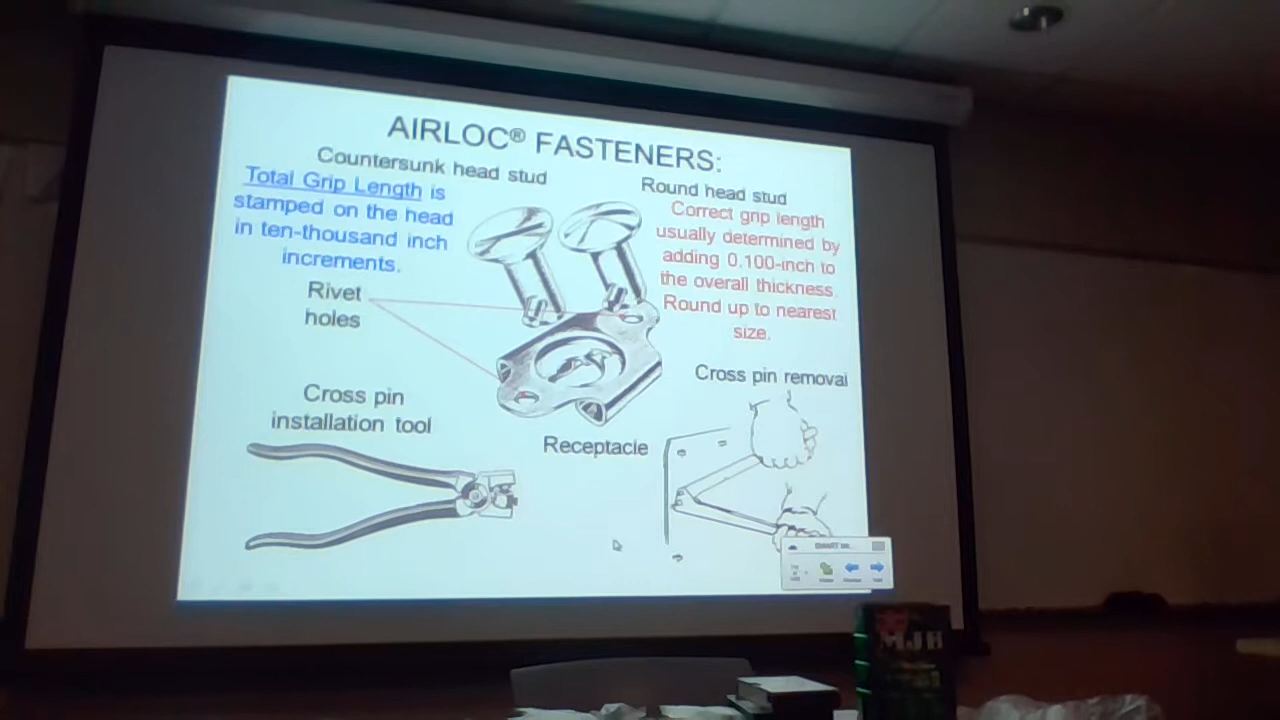 AIRLOC® FASTENERS:
Countersunk head stud
Total Grip Length is
stamped on the head
in ten-thousand inch
increments.
Round head stud
Correct grip length
usually determined by
adding 0.100-inch to
the overall thickness.
Round up to nearest
size.
Rivet
holes
Cross pin removal
Cross pin
installation tool
Receptacle
MJH